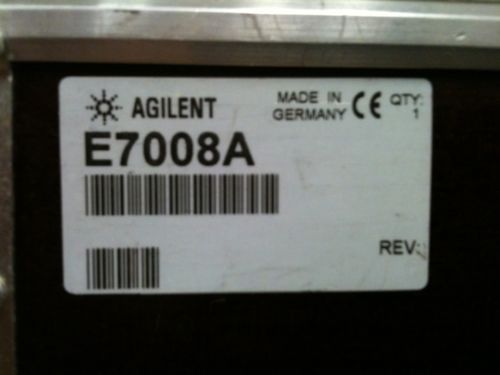 AGILENT
MADE IN GERMANY
CE
QTY: 1
E7008A
REV: